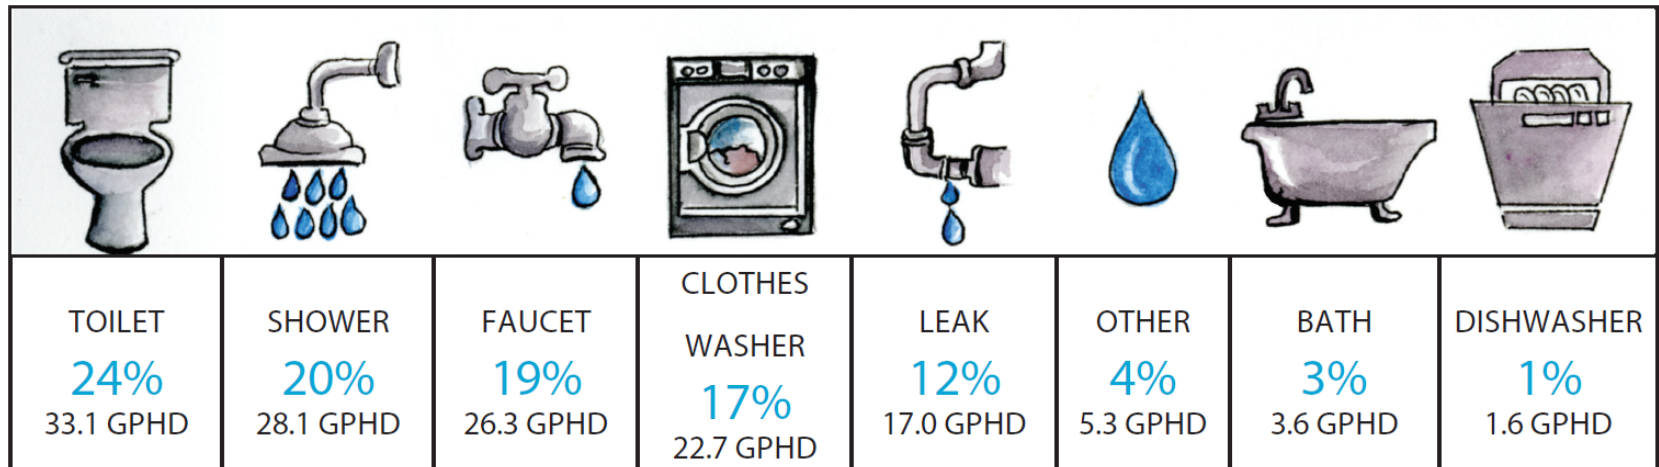 TOILET
24%
33.1 GPHD
SHOWER
20%
28.1 GPHD
FAUCET
19%
26.3 GPHD
CLOTHES
WASHER
17%
22.7 GPHD
LEAK
12%
17.0 GPHD
OTHER
4%
5.3 GPHD
BATH
3%
3.6 GPHD
DISHWASHER
1%
1.6 GPHD